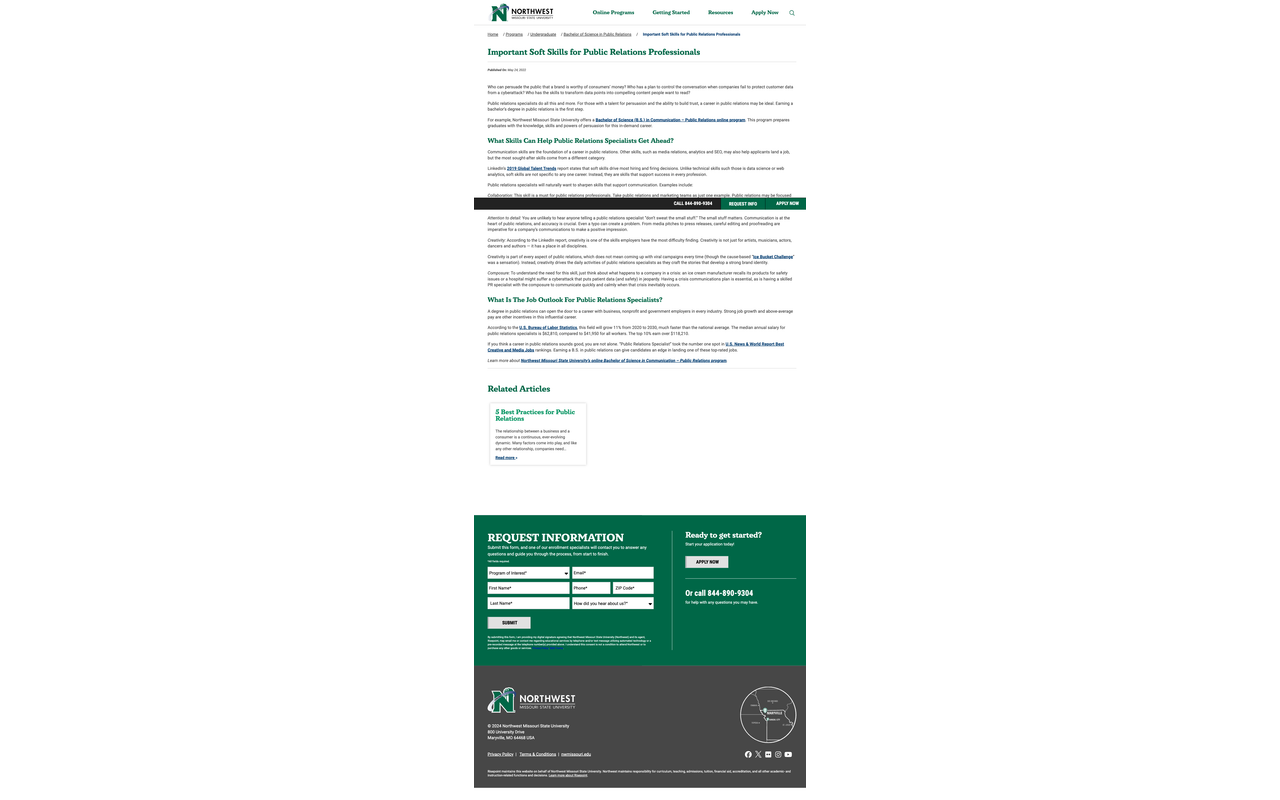 NORTHWEST
MISSOURI STATE UNIVERSITY
Online Programs
Getting Started
Resources
Apply Now
Home / Programs / Undergraduate / Bachelor of Science in Public Relations / Important Soft Skills for Public Relations Professionals
Important Soft Skills for Public Relations Professionals
Who can persuade the public that a brand is worthy of consumers' money? Who has a plan to control the conversation when companies fail to protect customer data
from a cyberattack? Who has the skills to transform data points into compelling content people want to read?
Public relations specialists do all this and more. For those with a talent for persuasion and the ability to build trust, a career in public relations may be ideal. Earning a
bachelor's degree in public relations is the first step.
For example, Northwest Missouri State University offers a Bachelor of Science (B.S.) in Communication – Public Relations online program. This program prepares
graduates with the knowledge, skills and powers of persuasion for this in-demand career.
What Skills Can Help Public Relations Specialists Get Ahead?
Communication skills are the foundation of a career in public relations. Other skills, such as media relations, analytics and SEO, may also help applicants land a job,
but the most sought-after skills come from a different category.
LinkedIn's 2019 Global Talent Trends report states that soft skills drive most hiring and firing decisions. Unlike technical skills such those is data science or web
analytics, soft skills are not specific to any one career. Instead, they are skills that support success in every profession.
Public relations specialists will naturally want to sharpen skills that support communication. Examples include:
Collaboration: This skill is a must for public relations professionals. Take public relations and marketing teams as just one example. Public relations may be focused
CALL 844-890-9304
REQUEST INFO
APPLY NOW
Attention to detail: You are unlikely to hear anyone telling a public relations specialist "don't sweat the small stuff." The small stuff matters. Communication is at the
heart of public relations, and accuracy is crucial. Even a typo can create a problem. From media pitches to press releases, careful editing and proofreading are
important for a company's communications to make a positive impression.
Creativity: According to the LinkedIn report, creativity is one of the skills employers have the most difficulty finding. Creativity is not just for artists, musicians, actors,
dancers and authors — it has a place in all disciplines.
Creativity is part of every aspect of public relations, which does not mean coming up with viral campaigns every time (though the cause-based "Ice Bucket Challenge"
was a sensation). Instead, creativity drives the daily activities of public relations specialists as they craft the stories that develop a strong brand identity.
Composure: To understand the need for this skill, just think about what happens to a company in a crisis: an ice cream manufacturer recalls its products for safety
issues or a hospital might suffer a cyberattack that puts patient data (and safety) in jeopardy. Having a crisis communications plan is essential, as is having a skilled
PR specialist with the composure to communicate quickly and calmly when that crisis inevitably occurs.
What Is The Job Outlook For Public Relations Specialists?
A degree in public relations can open the door to a career with business, nonprofit and government employers in every industry. Strong job growth and above-average
pay are other incentives in this influential career.
According to the U.S. Bureau of Labor Statistics, this field will grow 11% from 2020 to 2030, much faster than the national average. The median annual salary for
public relations specialists is $62,810, compared to $41,950 for all workers. The top 10% earn over $118,210.
If you think a career in public relations sounds good, you are not alone. "Public Relations Specialist" took the number one spot in U.S. News & World Report Best
Creative and Media Jobs rankings. Earning a B.S. in public relations can give candidates an edge in landing one of these top-rated jobs.
Learn more about Northwest Missouri State University's online Bachelor of Science in Communication – Public Relations program
Related Articles
5 Best Practices for Public
Relations
The relationship between a business and a
consumer is a continuous, ever-evolving
dynamic. Many factors come into play, and like
any other relationship, companies need...
Read more »
REQUEST INFORMATION
Submit this form, and one of our enrollment specialists will contact you to answer any
questions and guide you through the process, from start to finish.
Program of Interest*
Email*
First Name*
Phone*
ZIP Code*
Last Name*
How did you hear about us?*
SUBMIT
Ready to get started?
Start your application today!
APPLY NOW
Or call 844-890-9304
for help with any questions you may have.
NORTHWEST
MISSOURI STATE UNIVERSITY
© 2024 Northwest Missouri State University
800 University Drive
Maryville, MO 64468 USA
Privacy Policy | Terms & Conditions | nwmissouri.edu
Risepoint maintains this website on behalf of Northwest Missouri State University. Northwest maintains responsibility for curriculum, teaching, admissions, tuition, financial aid, accreditation, and all other academic- and
instruction-related functions and decisions. Learn more about Risepoint.